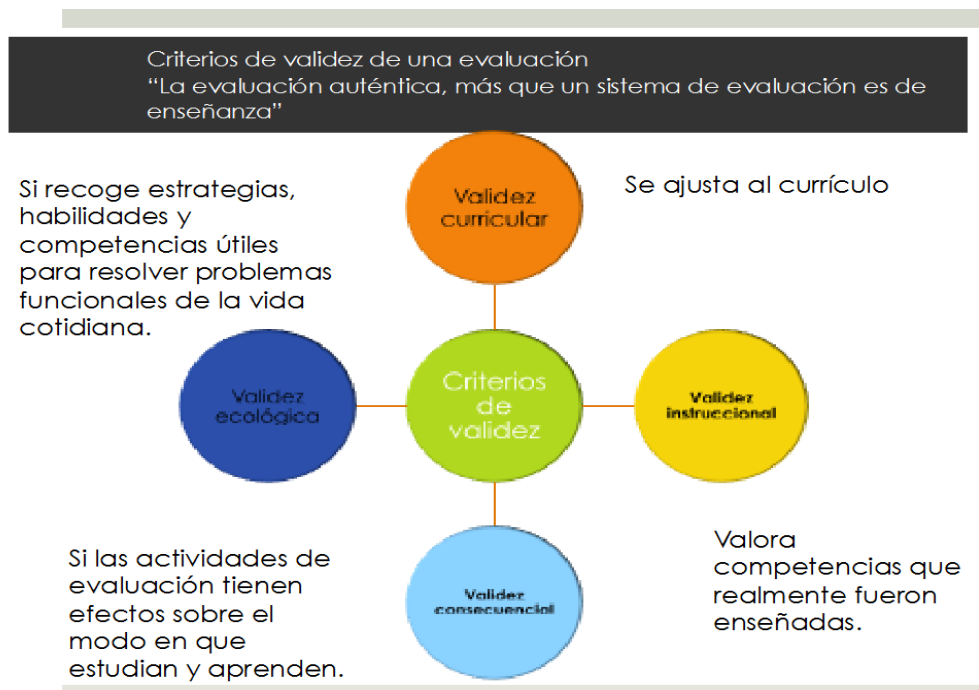 Criterios de validez de una evaluación
“La evaluación auténtica, más que un sistema de evaluación es de
enseñanza”
Validez
curricular
Se ajusta al currículo
Si recoge estrategias,
habilidades y
competencias útiles
para resolver problemas
funcionales de la vida
cotidiana.
Validez
ecológica
Criterios
de
validez
Validez
instruccional
Si las actividades de
evaluación tienen
efectos sobre el
modo en que
estudian y aprenden.
Validez
consecuencial
Valora
competencias que
realmente fueron
enseñadas.